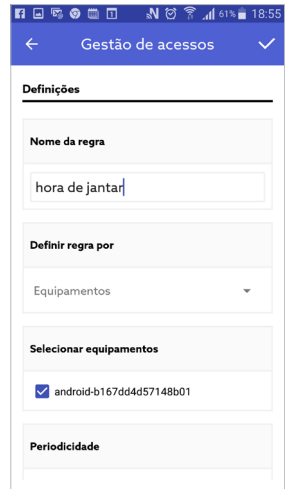 61% 18:55
Gestão de acessos
Definições
Nome da regra
hora de jantar
Definir regra por
Equipamentos
Selecionar equipamentos
android-b167dd4d57148b01
Periodicidade